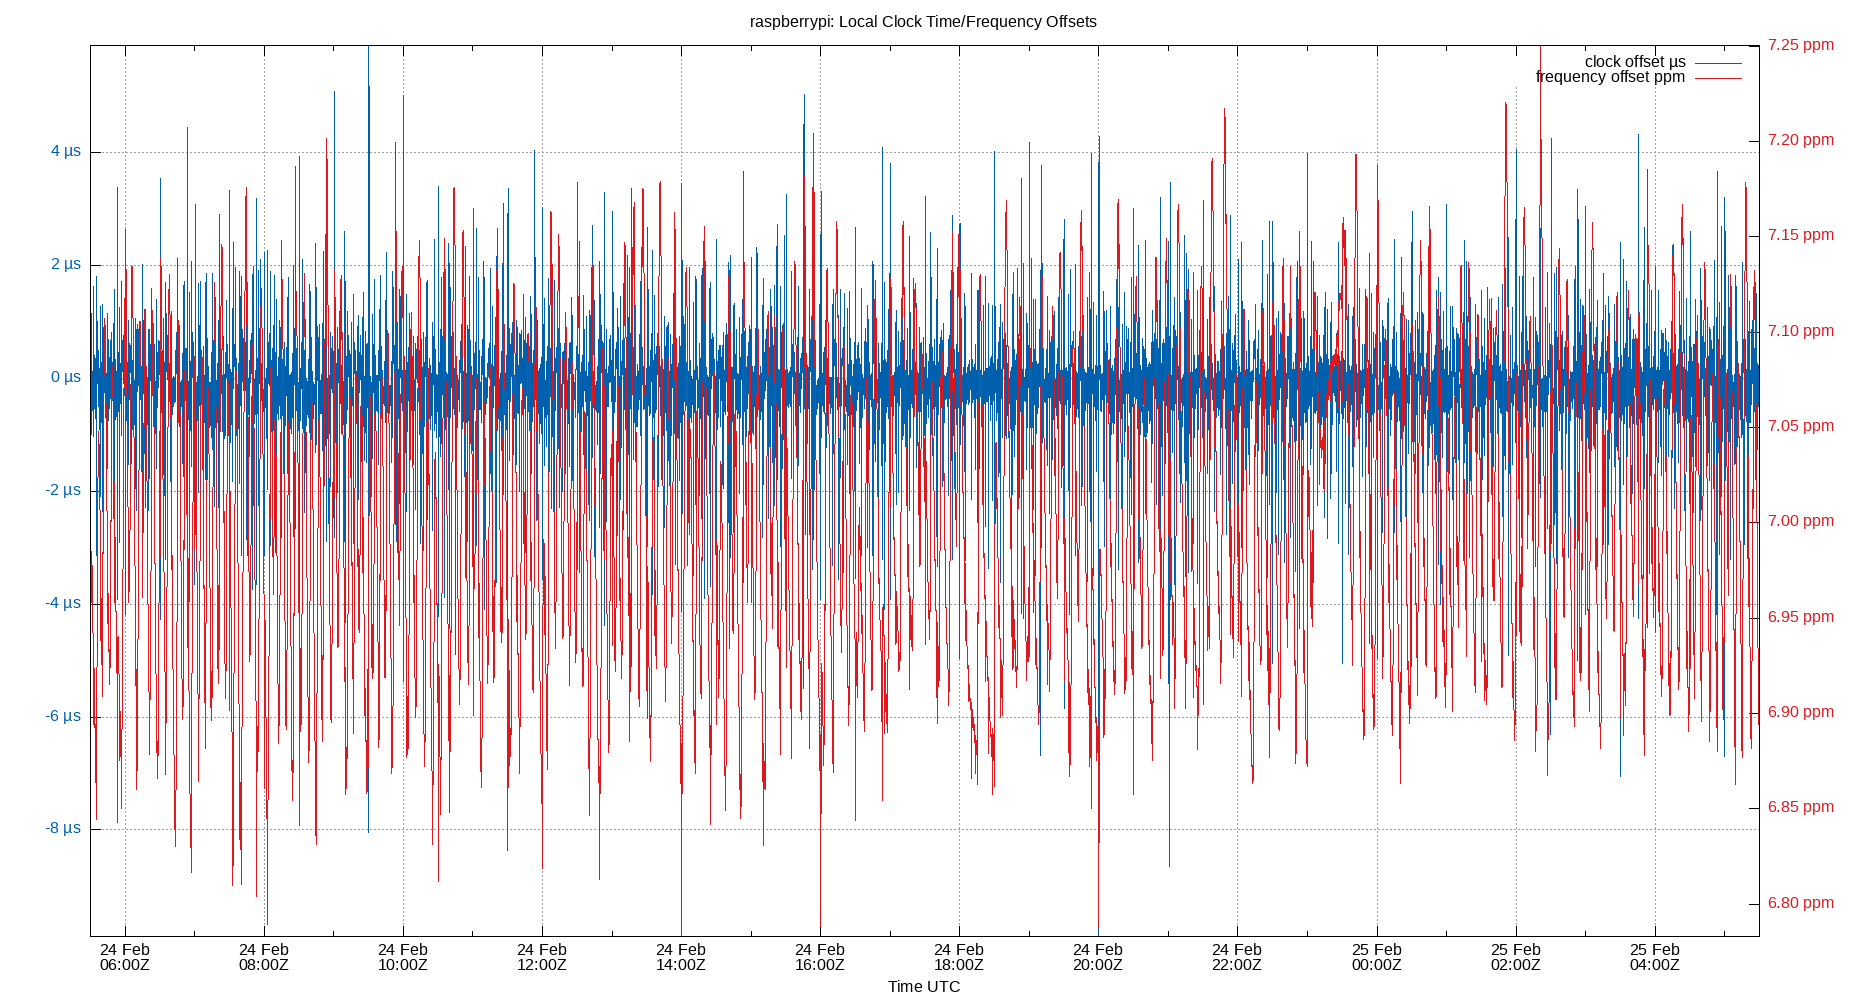 raspberrypi: Local Clock Time/Frequency Offsets
clock offset µs
frequency offset ppm
4 µs
2 µs
0 µs
-2 µs
-4 µs
-6 µs
-8 µs
7.25 ppm
7.20 ppm
7.15 ppm
7.10 ppm
7.05 ppm
7.00 ppm
6.95 ppm
6.90 ppm
6.85 ppm
6.80 ppm
24 Feb
06:00Z
24 Feb
08:00Z
24 Feb
10:00Z
24 Feb
12:00Z
24 Feb
14:00Z
24 Feb
16:00Z
24 Feb
18:00Z
24 Feb
20:00Z
24 Feb
22:00Z
25 Feb
00:00Z
25 Feb
02:00Z
25 Feb
04:00Z
Time UTC